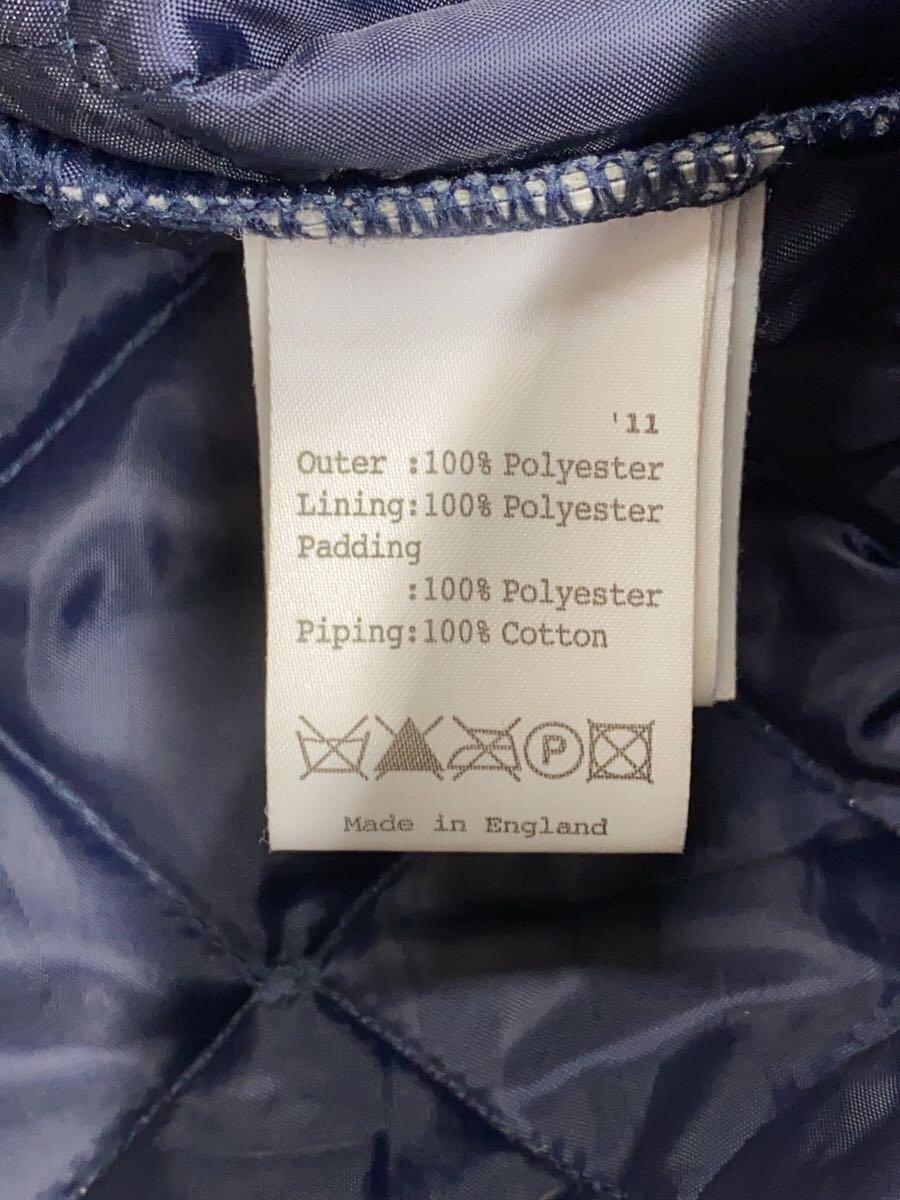 '11
Outer :100% Polyester
Lining:100% Polyester
Padding
:100% Polyester
Piping:100% Cotton
P
Made in England